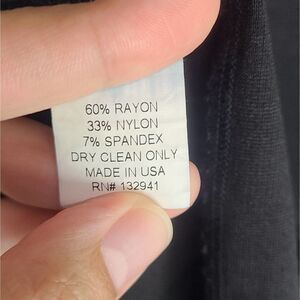 60% RAYON
33% NYLON
7% SPANDEX
DRY CLEAN ONLY
MADE IN USA
RN# 132941